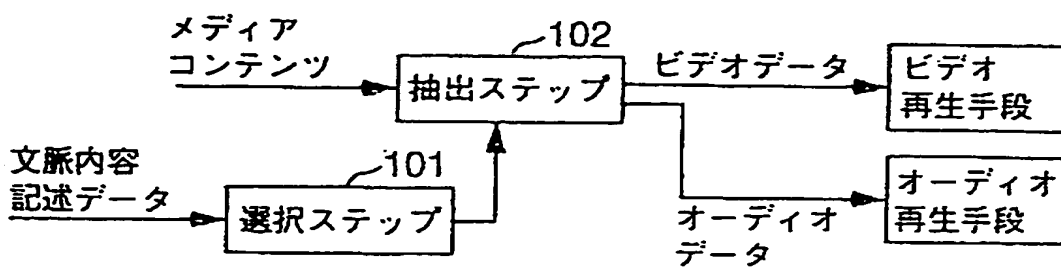 メディア
コンテンツ
102
抽出ステップ
ビデオデータ
ビデオ
再生手段
文脈内容
記述データ
101
選択ステップ
オーディオ
データ
オーディオ
再生手段